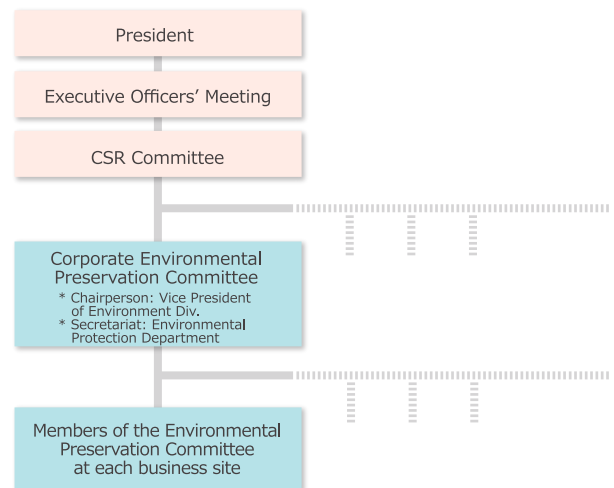 President
Executive Officers’ Meeting
CSR Committee
Corporate Environmental
Preservation Committee
* Chairperson: Vice President
of Environment Div.
* Secretariat: Environmental
Protection Department
Members of the Environmental
Preservation Committee
at each business site